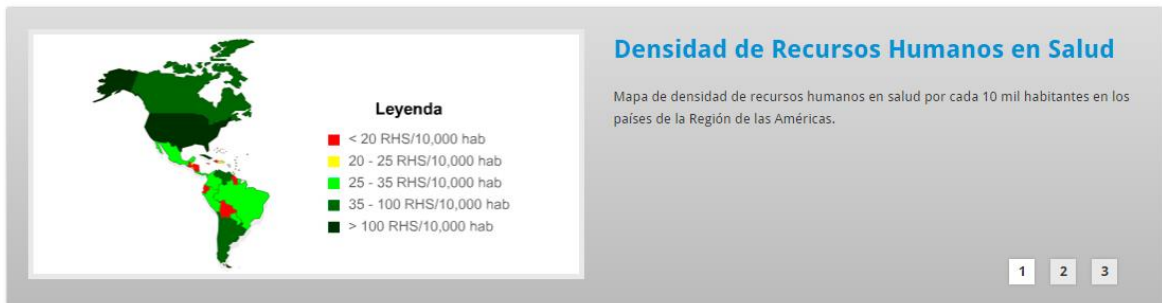 Leyenda
< 20 RHS/10,000 hab
20 - 25 RHS/10,000 hab
25 - 35 RHS/10,000 hab
35 - 100 RHS/10,000 hab
> 100 RHS/10,000 hab
Densidad de Recursos Humanos en Salud
Mapa de densidad de recursos humanos en salud por cada 10 mil habitantes en los
países de la Región de las Américas.
1 2 3